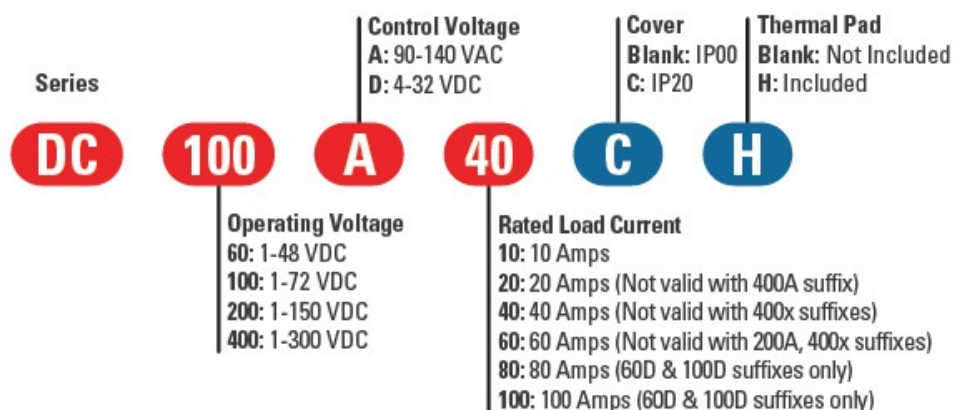 Control Voltage
A: 90-140 VAC
D: 4-32 VDC
Cover
Blank: IP00
C: IP20
Thermal Pad
Blank: Not Included
H: Included
Series
DC 100 A 40 C H
Operating Voltage
60: 1-48 VDC
100: 1-72 VDC
200: 1-150 VDC
400: 1-300 VDC
Rated Load Current
10: 10 Amps
20: 20 Amps (Not valid with 400A suffix)
40: 40 Amps (Not valid with 400x suffixes)
60: 60 Amps (Not valid with 200A, 400x suffixes)
80: 80 Amps (60D & 100D suffixes only)
100: 100 Amps (60D & 100D suffixes only)